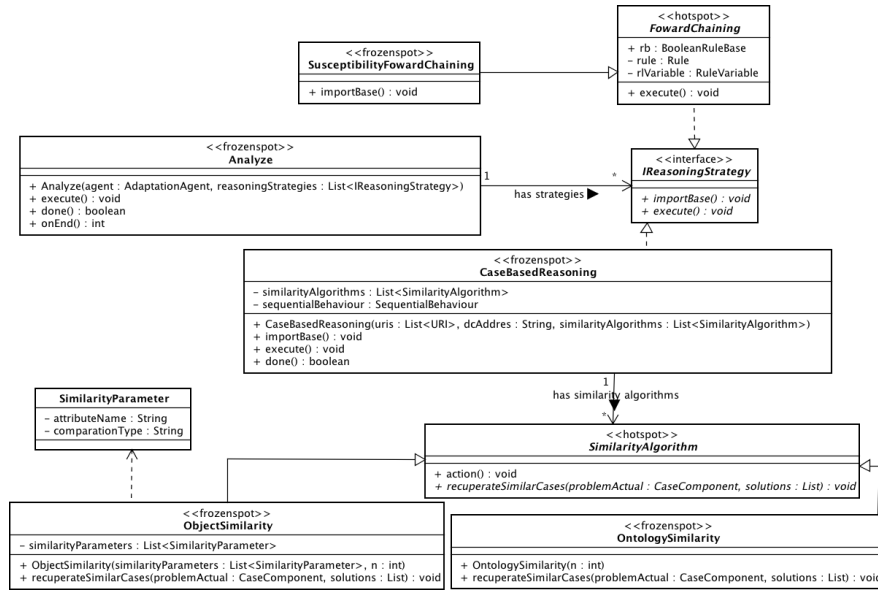 <<hotspot>>
FowardChaining
+ rb : BooleanRuleBase
− rule : Rule
− rlVariable : RuleVariable
+ execute() : void
<<frozenspot>>
SusceptibilityFowardChaining
+ importBase() : void
<<frozenspot>>
Analyze
+ Analyze(agent : AdaptationAgent, reasoningStrategies : List<IReasoningStrategy>)
+ execute() : void
+ done() : boolean
+ onEnd() : int
1
*
has strategies
<<interface>>
IReasoningStrategy
+ importBase() : void
+ execute() : void
<<frozenspot>>
CaseBasedReasoning
− similarityAlgorithms : List<SimilarityAlgorithm>
− sequentialBehaviour : SequentialBehaviour
+ CaseBasedReasoning(uris : List<URI>, dcAddres : String, similarityAlgorithms : List<SimilarityAlgorithm>)
+ importBase() : void
+ execute() : void
+ done() : boolean
1
has similarity algorithms
*
SimilarityParameter
− attributeName : String
− comparationType : String
<<hotspot>>
SimilarityAlgorithm
+ action() : void
+ recuperateSimilarCases(problemActual : CaseComponent, solutions : List) : void
<<frozenspot>>
ObjectSimilarity
− similarityParameters : List<SimilarityParameter>
+ ObjectSimilarity(similarityParameters : List<SimilarityParameter>, n : int)
+ recuperateSimilarCases(problemActual : CaseComponent, solutions : List) : void
<<frozenspot>>
OntologySimilarity
+ OntologySimilarity(n : int)
+ recuperateSimilarCases(problemActual : CaseComponent, solutions : List) :